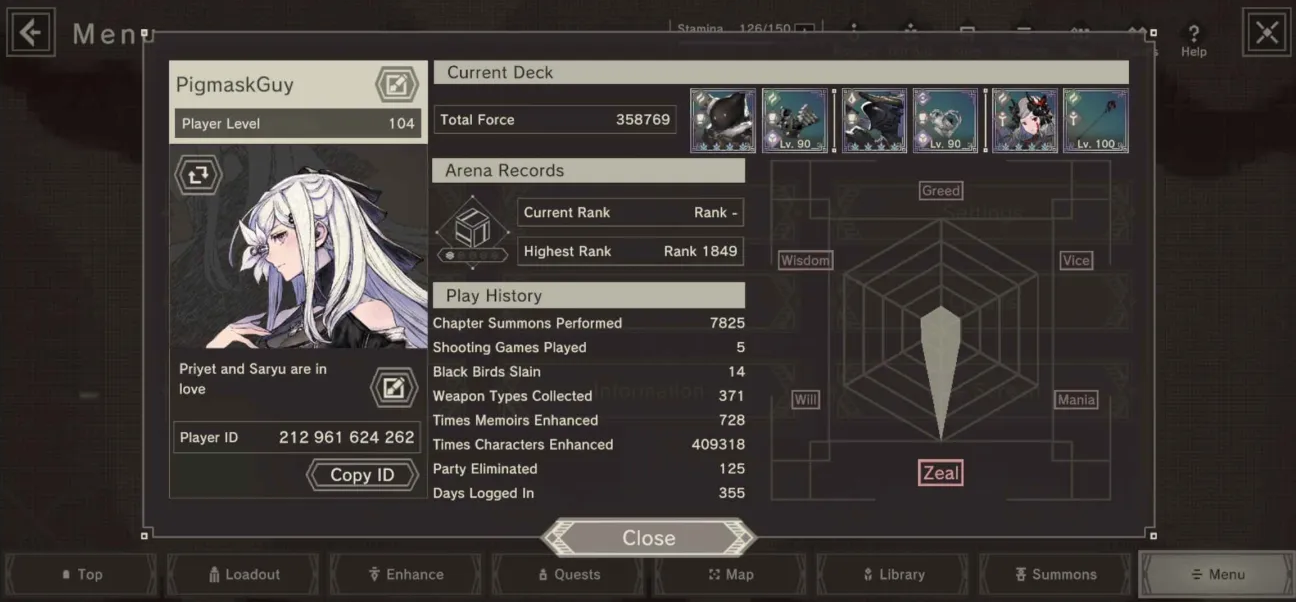 Menu
Stamina 126/150
Help
PigmaskGuy
Player Level 104
Priyet and Saryu are in
love
Player ID 212 961 624 262
Copy ID
Current Deck
Total Force 358769
Lv. 90
Lv. 90
Lv. 100
Arena Records
Current Rank Rank -
Highest Rank Rank 1849
Play History
Chapter Summons Performed 7825
Shooting Games Played 5
Black Birds Slain 14
Weapon Types Collected 371
Times Memoirs Enhanced 728
Times Characters Enhanced 409318
Party Eliminated 125
Days Logged In 355
Greed
Wisdom
Vice
Will
Mania
Zeal
Information
Close
Top
Loadout
Enhance
Quests
Map
Library
Summons
Menu